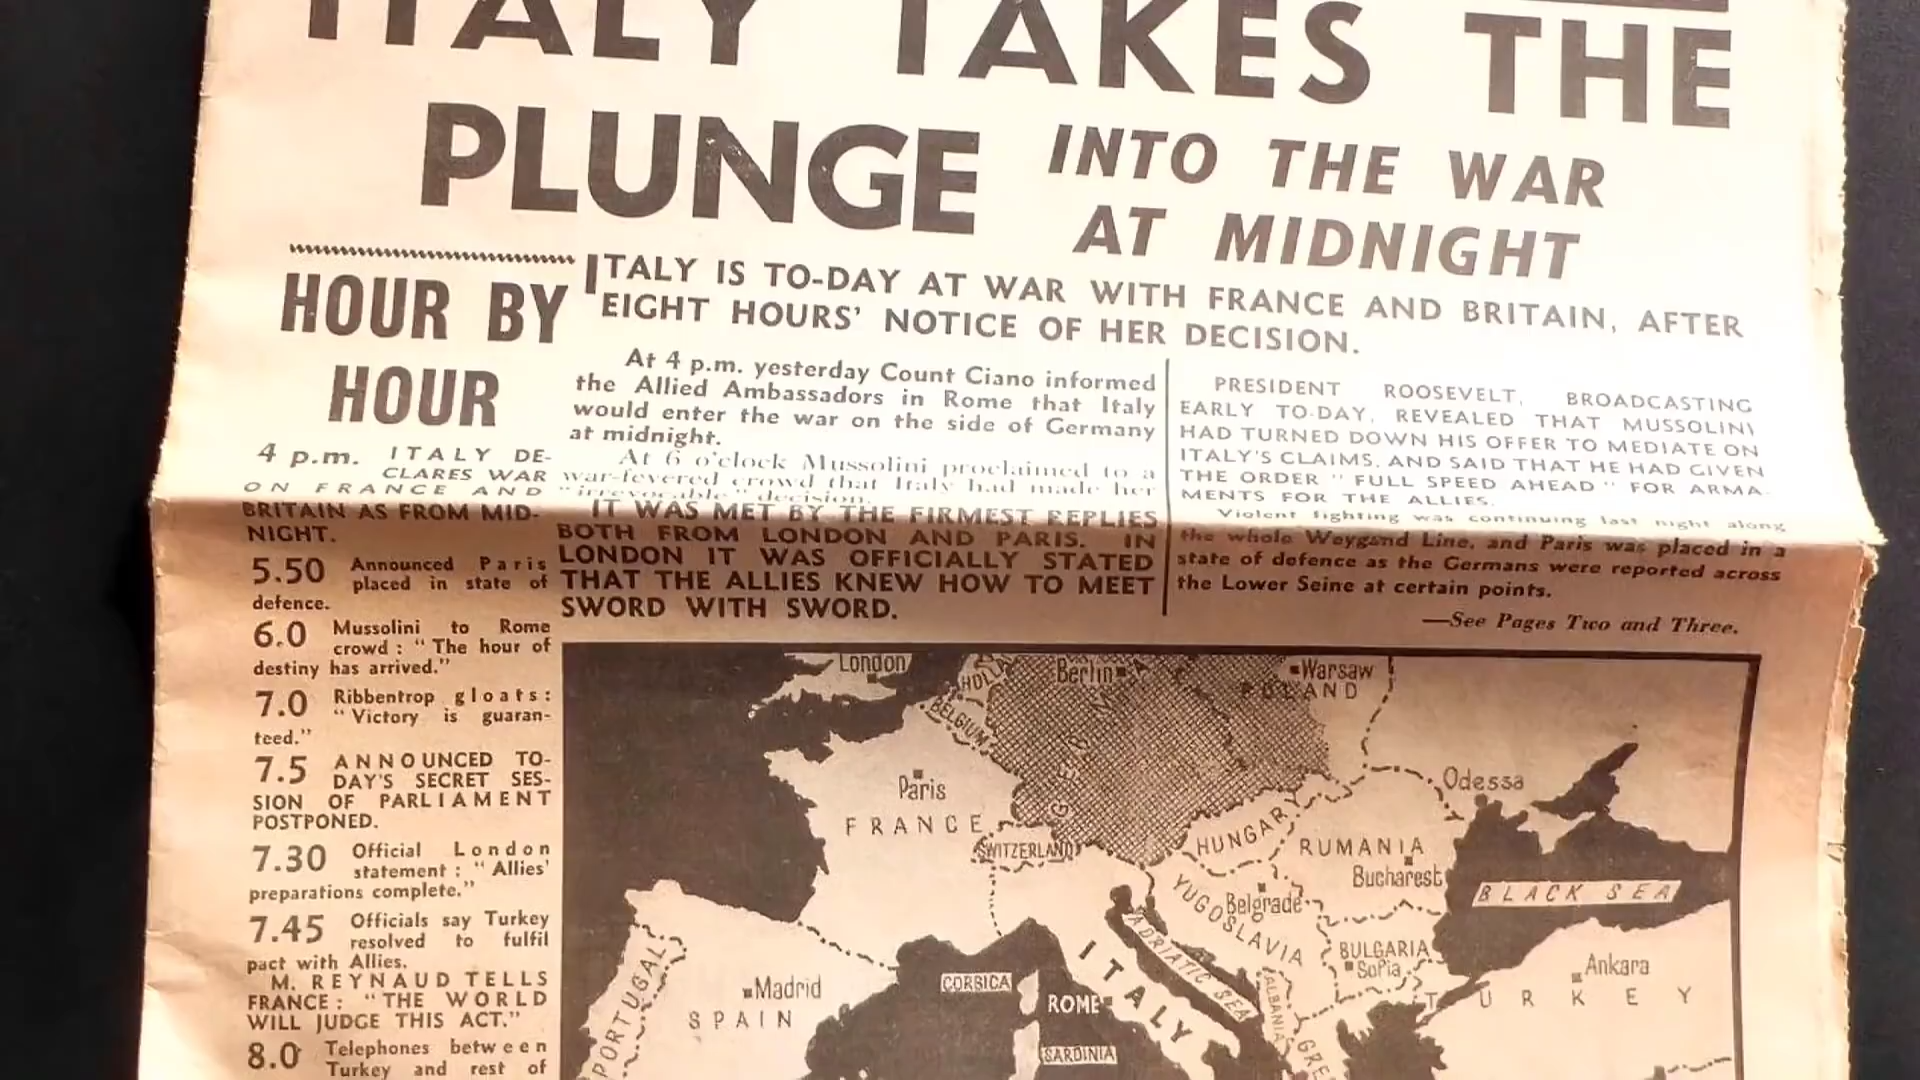 ITALY TAKES THE
PLUNGE INTO THE WAR
AT MIDNIGHT
ITALY IS TO-DAY AT WAR WITH FRANCE AND BRITAIN, AFTER
EIGHT HOURS' NOTICE OF HER DECISION.
HOUR BY
HOUR
4 p.m. ITALY DE-
CLARES WAR
ON FRANCE AND
BRITAIN AS FROM MID-
NIGHT.
5.50 Announced Paris
placed in state of
defence.
6.0 Mussolini to Rome
crowd : "The hour of
destiny has arrived."
7.0 Ribbentrop gloats:
"Victory is guaran-
teed."
7.5 ANNOUNCED TO-
DAY'S SECRET SES-
SION OF PARLIAMENT
POSTPONED.
7.30 Official London
statement : "Allies'
preparations complete."
7.45 Officials say Turkey
resolved to fulfil
pact with Allies.
M. REYNAUD TELLS
FRANCE: "THE WORLD
WILL JUDGE THIS ACT."
8.0 Telephones between
Turkey and rest of
At 4 p.m. yesterday Count Ciano informed
the Allied Ambassadors in Rome that Italy
would enter the war on the side of Germany
at midnight.
At 6 o'clock Mussolini proclaimed to a
war-fevered crowd that Italy had made her
"irrevocable" decision.
IT WAS MET BY THE FIRMEST REPLIES
BOTH FROM LONDON AND PARIS. IN
LONDON IT WAS OFFICIALLY STATED
THAT THE ALLIES KNEW HOW TO MEET
SWORD WITH SWORD.
PRESIDENT ROOSEVELT, BROADCASTING
EARLY TO-DAY, REVEALED THAT MUSSOLINI
HAD TURNED DOWN HIS OFFER TO MEDIATE ON
ITALY'S CLAIMS, AND SAID THAT HE HAD GIVEN
THE ORDER "FULL SPEED AHEAD" FOR ARMA-
MENTS FOR THE ALLIES.
Violent fighting was continuing last night along
the whole Weygand Line, and Paris was placed in a
state of defence as the Germans were reported across
the Lower Seine at certain points.
—See Pages Two and Three.
London
HOLL
Berlin
Warsaw
POLAND
BELGIUM
GERMANY
Paris
FRANCE
SWITZERLAND
HUNGARY
RUMANIA
Bucharest
Odessa
BLACK SEA
YUGOSLAVIA
Belgrade
BULGARIA
Sofia
ADRIATIC SEA
ITALY
ALBANIA
GRE
Ankara
TURKEY
PORTUGAL
Madrid
SPAIN
CORSICA
ROME
SARDINIA